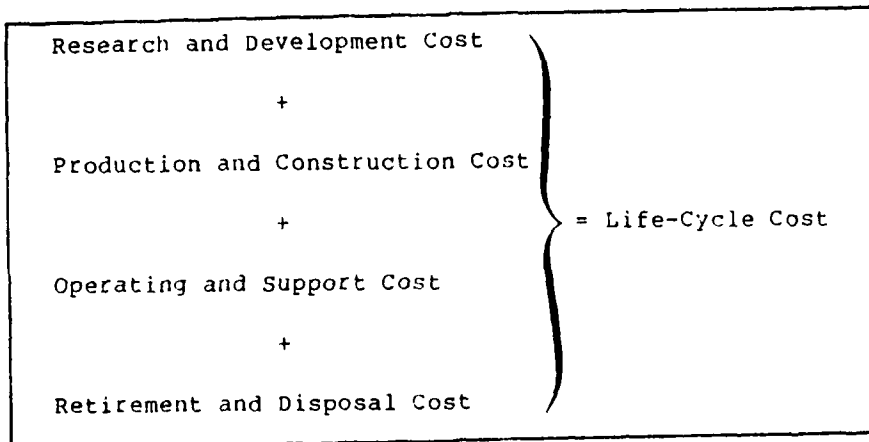 Research and Development Cost
+
Production and Construction Cost
+
= Life-Cycle Cost
Operating and Support Cost
+
Retirement and Disposal Cost